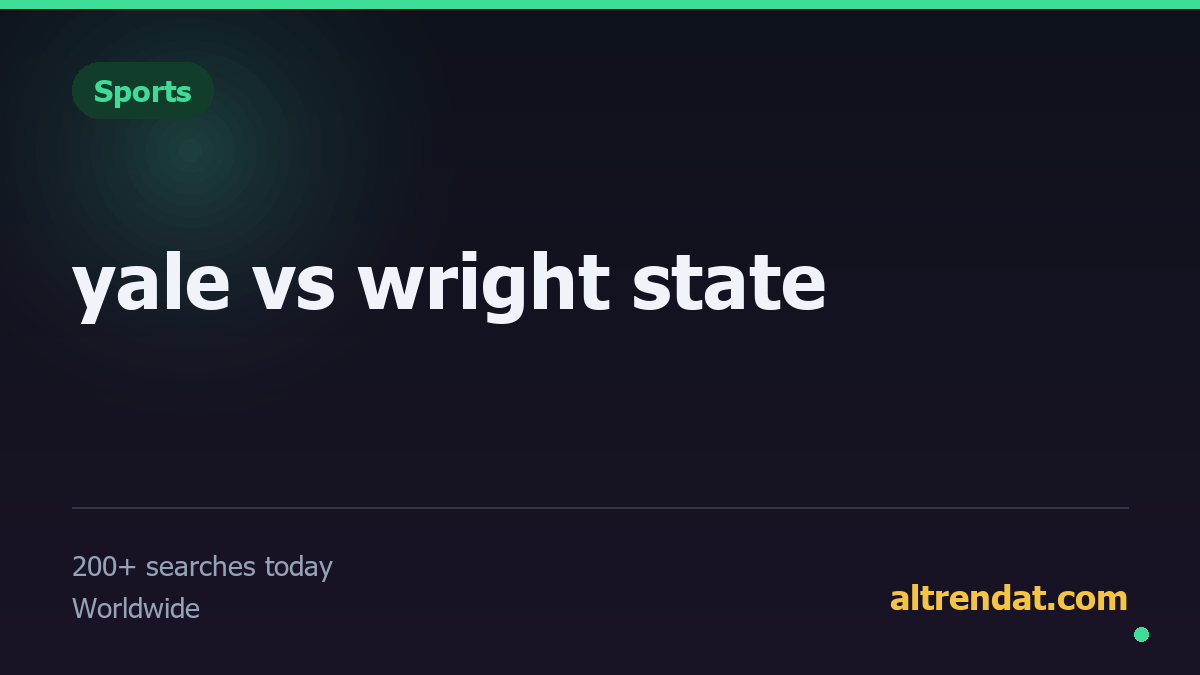 Sports
yale vs wright state
200+ searches today
Worldwide
altrendat.com